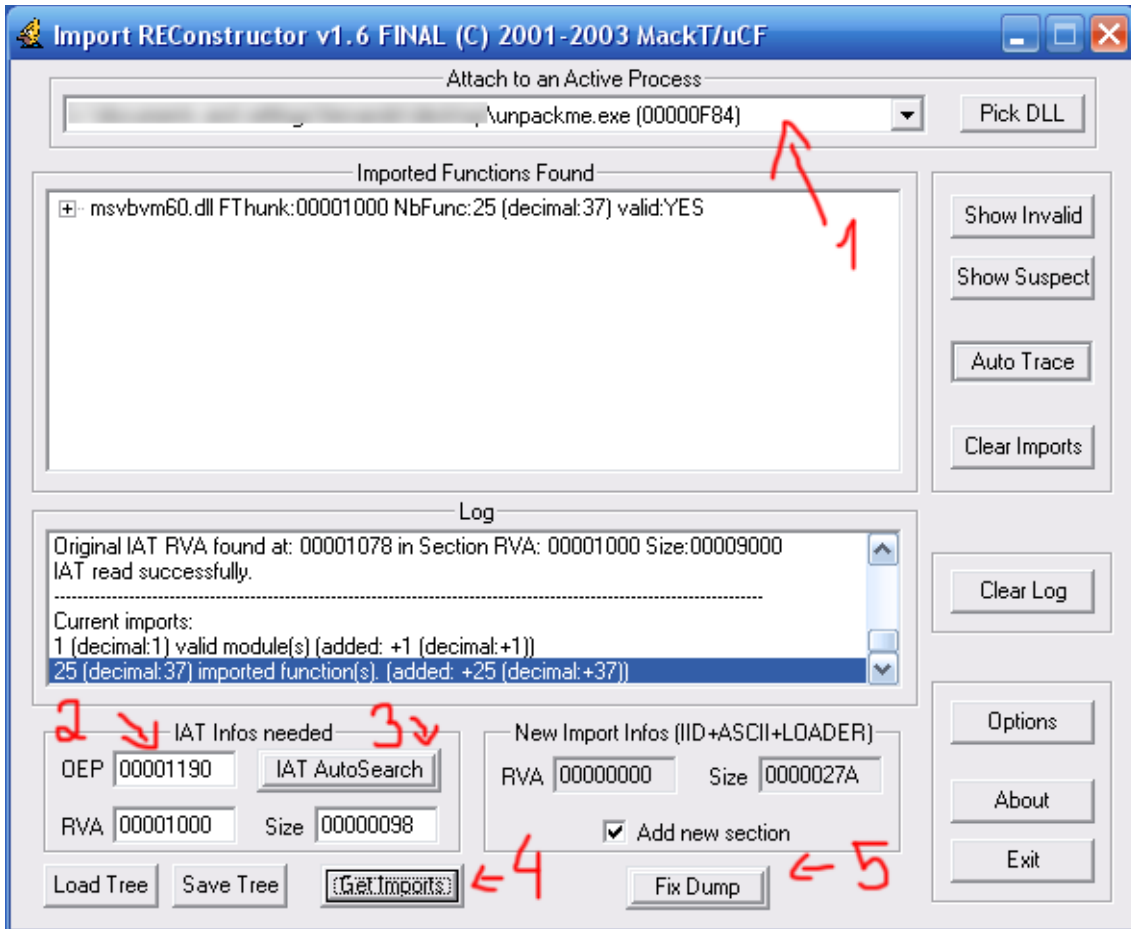 Import REConstructor v1.6 FINAL (C) 2001-2003 MackT/uCF
Attach to an Active Process
\unpackme.exe (00000F84)
Pick DLL
1
Imported Functions Found
msvbvm60.dll FThunk:00001000 NbFunc:25 (decimal:37) valid:YES
Show Invalid
Show Suspect
Auto Trace
Clear Imports
Log
Original IAT RVA found at: 00001078 in Section RVA: 00001000 Size:00009000
IAT read successfully.
---------------------------------------------------------------------------------------------------------------------------
Current imports:
1 (decimal:1) valid module(s) (added: +1 (decimal:+1))
25 (decimal:37) imported function(s). (added: +25 (decimal:+37))
Clear Log
2
3
IAT Infos needed
OEP 00001190 IAT AutoSearch
RVA 00001000 Size 00000098
New Import Infos (IID+ASCII+LOADER)
RVA 00000000 Size 0000027A
Add new section
Options
About
Exit
Load Tree Save Tree Get Imports 4
Fix Dump 5